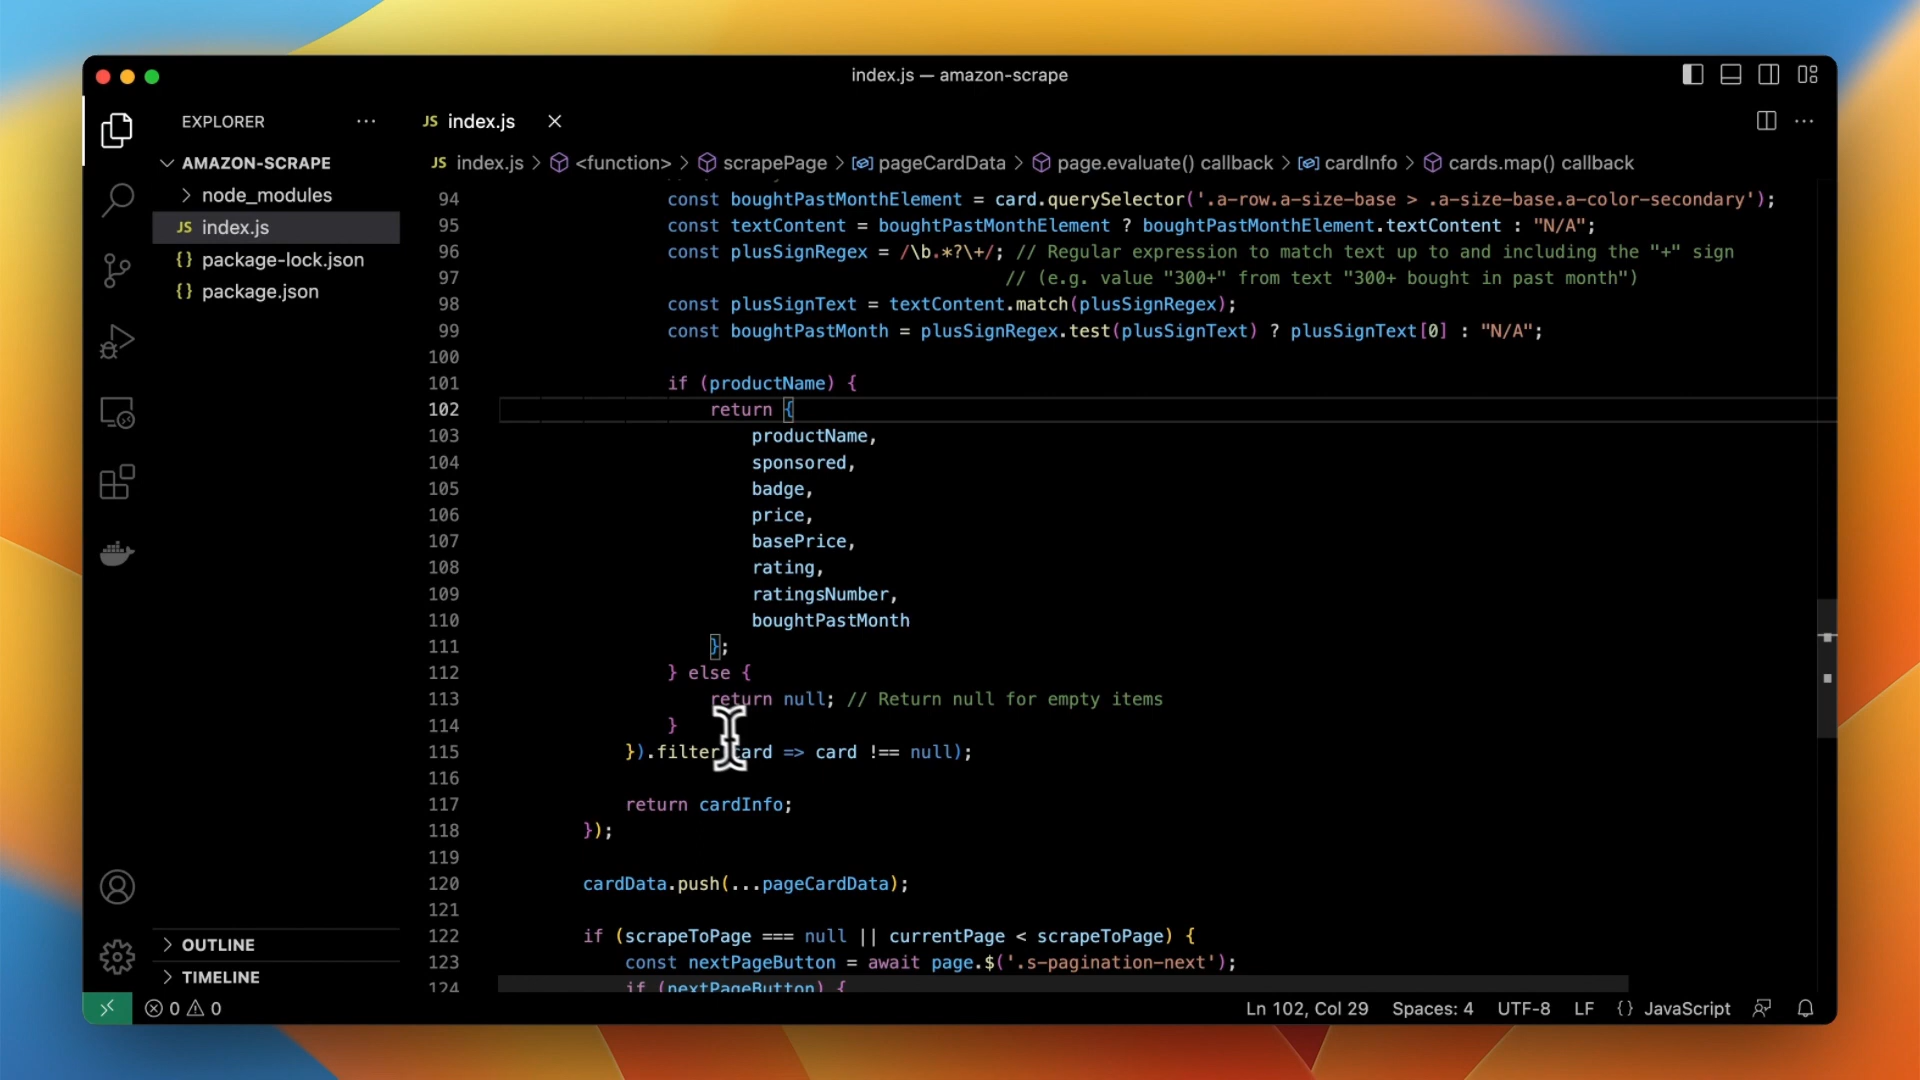 index.js — amazon-scrape
EXPLORER
JS index.js
AMAZON-SCRAPE
node_modules
JS index.js
{} package-lock.json
{} package.json
JS index.js > <function> > scrapePage > pageCardData > page.evaluate() callback > cardInfo > cards.map() callback
94 const boughtPastMonthElement = card.querySelector('.a-row.a-size-base > .a-size-base.a-color-secondary');
95 const textContent = boughtPastMonthElement ? boughtPastMonthElement.textContent : "N/A";
96 const plusSignRegex = /\b.*?\+/; // Regular expression to match text up to and including the "+" sign
97 // (e.g. value "300+" from text "300+ bought in past month")
98 const plusSignText = textContent.match(plusSignRegex);
99 const boughtPastMonth = plusSignRegex.test(plusSignText) ? plusSignText[0] : "N/A";
100
101 if (productName) {
102 return {
103 productName,
104 sponsored,
105 badge,
106 price,
107 basePrice,
108 rating,
109 ratingsNumber,
110 boughtPastMonth
111 };
112 } else {
113 return null; // Return null for empty items
114 }
115 }).filter(card => card !== null);
116
117 return cardInfo;
118 });
119
120 cardData.push(...pageCardData);
121
122 if (scrapeToPage === null || currentPage < scrapeToPage) {
123 const nextPageButton = await page.$('.s-pagination-next');
124 if (nextPageButton) {
OUTLINE
TIMELINE
0 0
Ln 102, Col 29 Spaces: 4 UTF-8 LF {} JavaScript